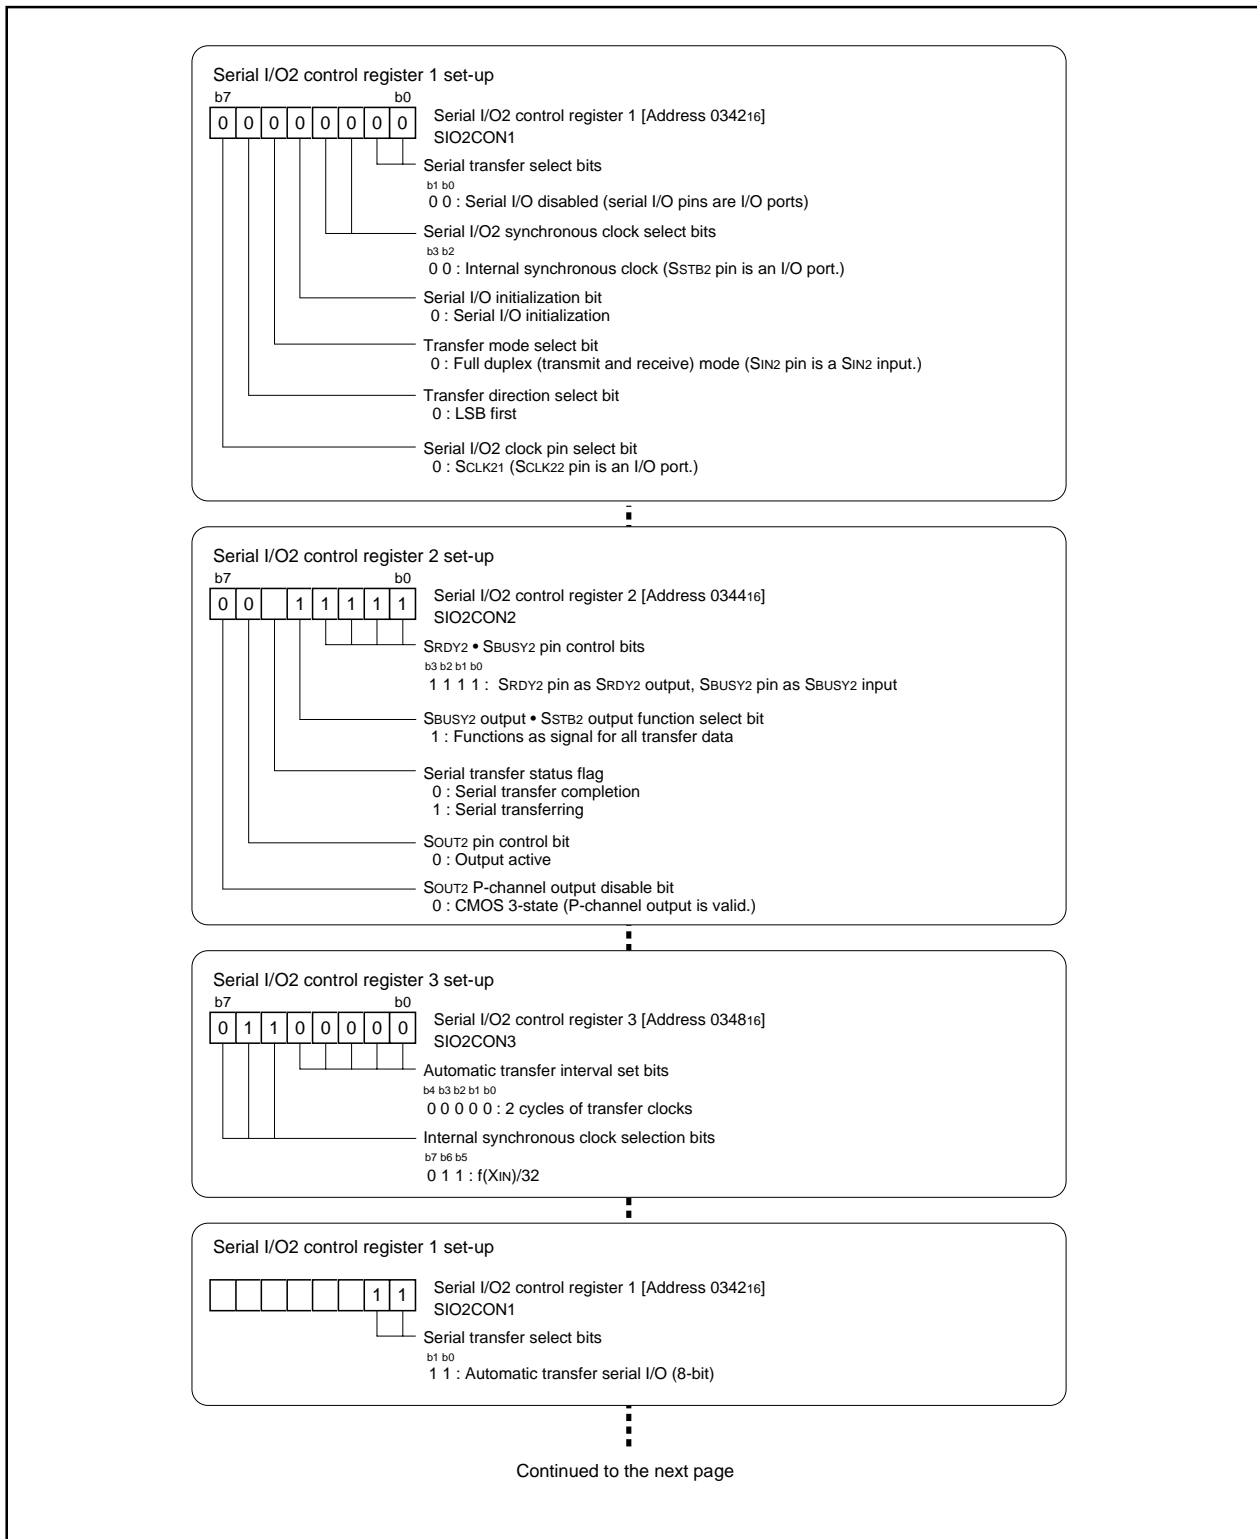 Serial I/O2 control register 1 set-up
b7 b0
0 0 0 0 0 0 0 0 Serial I/O2 control register 1 [Address 034216]
SIO2CON1
Serial transfer select bits
b1 b0
0 0 : Serial I/O disabled (serial I/O pins are I/O ports)
Serial I/O2 synchronous clock select bits
b3 b2
0 0 : Internal synchronous clock (SSTB2 pin is an I/O port.)
Serial I/O initialization bit
0 : Serial I/O initialization
Transfer mode select bit
0 : Full duplex (transmit and receive) mode (SIN2 pin is a SIN2 input.)
Transfer direction select bit
0 : LSB first
Serial I/O2 clock pin select bit
0 : SCLK21 (SCLK22 pin is an I/O port.)
Serial I/O2 control register 2 set-up
b7 b0
0 0 1 1 1 1 1 Serial I/O2 control register 2 [Address 034416]
SIO2CON2
SRDY2 • SBUSY2 pin control bits
b3 b2 b1 b0
1 1 1 1 : SRDY2 pin as SRDY2 output, SBUSY2 pin as SBUSY2 input
SBUSY2 output • SSTB2 output function select bit
1 : Functions as signal for all transfer data
Serial transfer status flag
0 : Serial transfer completion
1 : Serial transferring
SOUT2 pin control bit
0 : Output active
SOUT2 P-channel output disable bit
0 : CMOS 3-state (P-channel output is valid.)
Serial I/O2 control register 3 set-up
b7 b0
0 1 1 0 0 0 0 0 Serial I/O2 control register 3 [Address 034816]
SIO2CON3
Automatic transfer interval set bits
b4 b3 b2 b1 b0
0 0 0 0 0 : 2 cycles of transfer clocks
Internal synchronous clock selection bits
b7 b6 b5
0 1 1 : f(XIN)/32
Serial I/O2 control register 1 set-up
1 1 Serial I/O2 control register 1 [Address 034216]
SIO2CON1
Serial transfer select bits
b1 b0
1 1 : Automatic transfer serial I/O (8-bit)
Continued to the next page